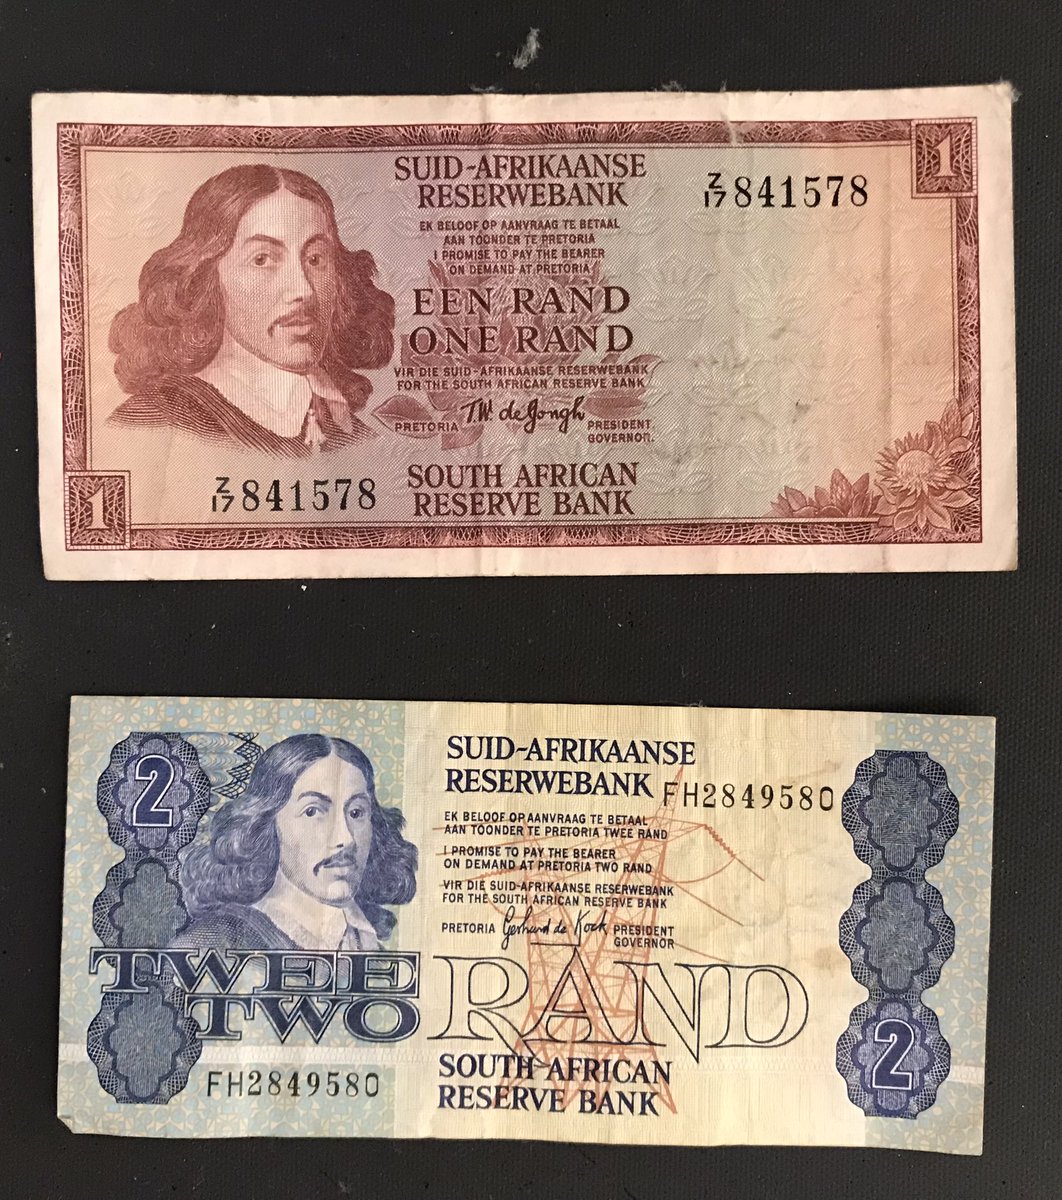 1
SUID-AFRIKAANSE
RESERWEBANK
Z/17 841578
EK BELOOF OP AANVRAAG TE BETAAL
AAN TOONDER TE PRETORIA
I PROMISE TO PAY THE BEARER
ON DEMAND AT PRETORIA
EEN RAND
ONE RAND
VIR DIE SUID-AFRIKAANSE RESERWEBANK
FOR THE SOUTH AFRICAN RESERVE BANK
T.W. de Jongh
PRETORIA PRESIDENT
GOVERNOR.
Z/17 841578
SOUTH AFRICAN
RESERVE BANK
1
2
SUID-AFRIKAANSE
RESERWEBANK
FH2849580
EK BELOOF OP AANVRAAG TE BETAAL
AAN TOONDER TE PRETORIA TWEE RAND
I PROMISE TO PAY THE BEARER
ON DEMAND AT PRETORIA TWO RAND
VIR DIE SUID-AFRIKAANSE RESERWEBANK
FOR THE SOUTH AFRICAN RESERVE BANK
PRETORIA Gerhard de Kock PRESIDENT
GOVERNOR
TWEE
TWO RAND
SOUTH AFRICAN
RESERVE BANK
FH2849580
2